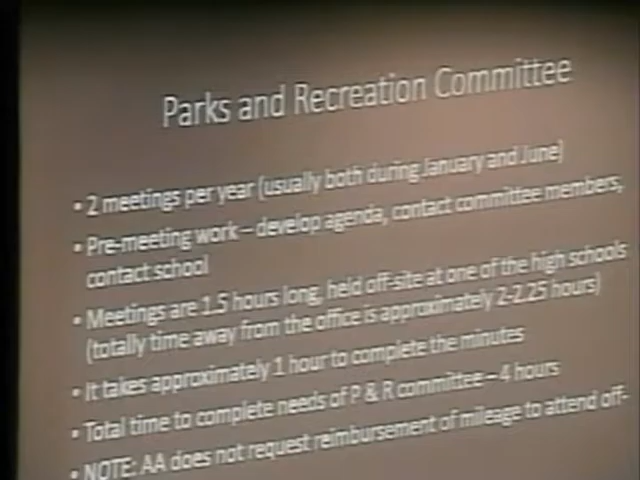 Parks and Recreation Committee
• 2 meetings per year (usually both during January and June)
• Pre-meeting work – develop agenda, contact committee members,
contact school
• Meetings are 1.5 hours long, held off-site at one of the high schools
(totally time away from the office is approximately 2-2.25 hours)
• It takes approximately 1 hour to complete the minutes
• Total time to complete needs of P & R committee – 4 hours
• NOTE: AA does not request reimbursement of mileage to attend off-